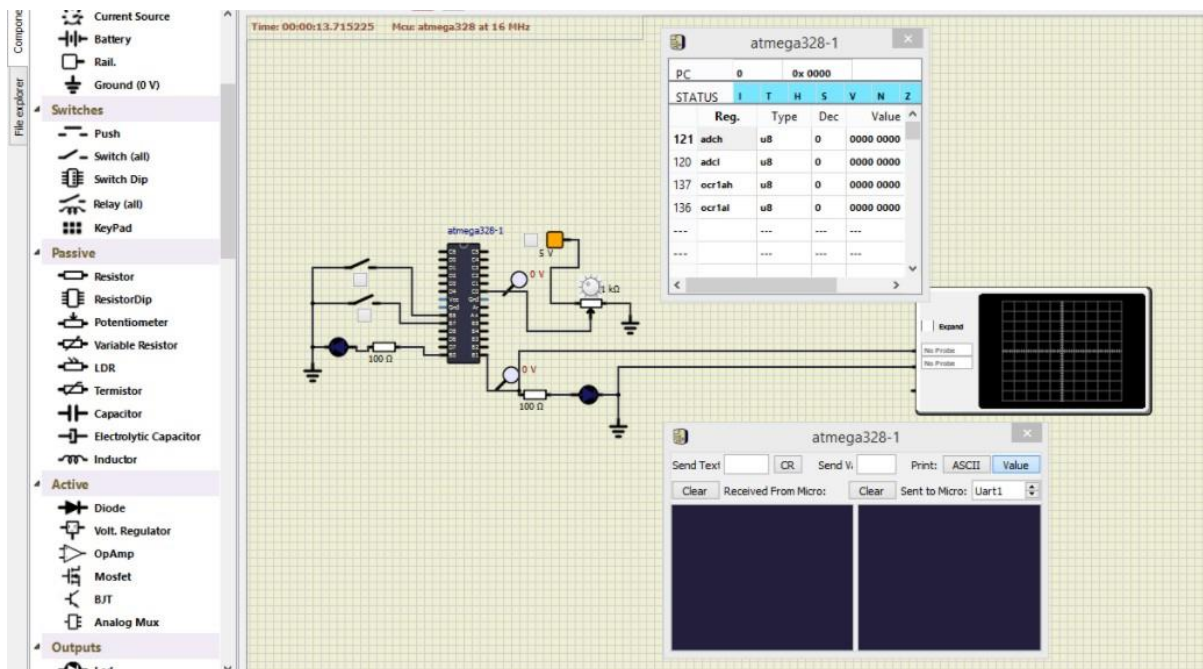 Compone
File explorer
Current Source
Battery
Rail.
Ground (0 V)
Switches
Push
Switch (all)
Switch Dip
Relay (all)
KeyPad
Passive
Resistor
ResistorDip
Potentiometer
Variable Resistor
LDR
Termistor
Capacitor
Electrolytic Capacitor
Inductor
Active
Diode
Volt. Regulator
OpAmp
Mosfet
BJT
Analog Mux
Outputs
Time: 00:00:13.715225 Mcu: atmega328 at 16 MHz
atmega328-1
5 V
0 V
1 kΩ
100 Ω
0 V
100 Ω
atmega328-1
PC 0 0x 0000
STATUS I T H S V N Z
Reg. Type Dec Value
121 adch u8 0 0000 0000
120 adcl u8 0 0000 0000
137 ocr1ah u8 0 0000 0000
136 ocr1al u8 0 0000 0000
--- --- --- ---
--- --- --- ---
Expand
No Probe
No Probe
atmega328-1
Send Text CR Send V Print: ASCII Value
Clear Received From Micro: Clear Sent to Micro: Uart1